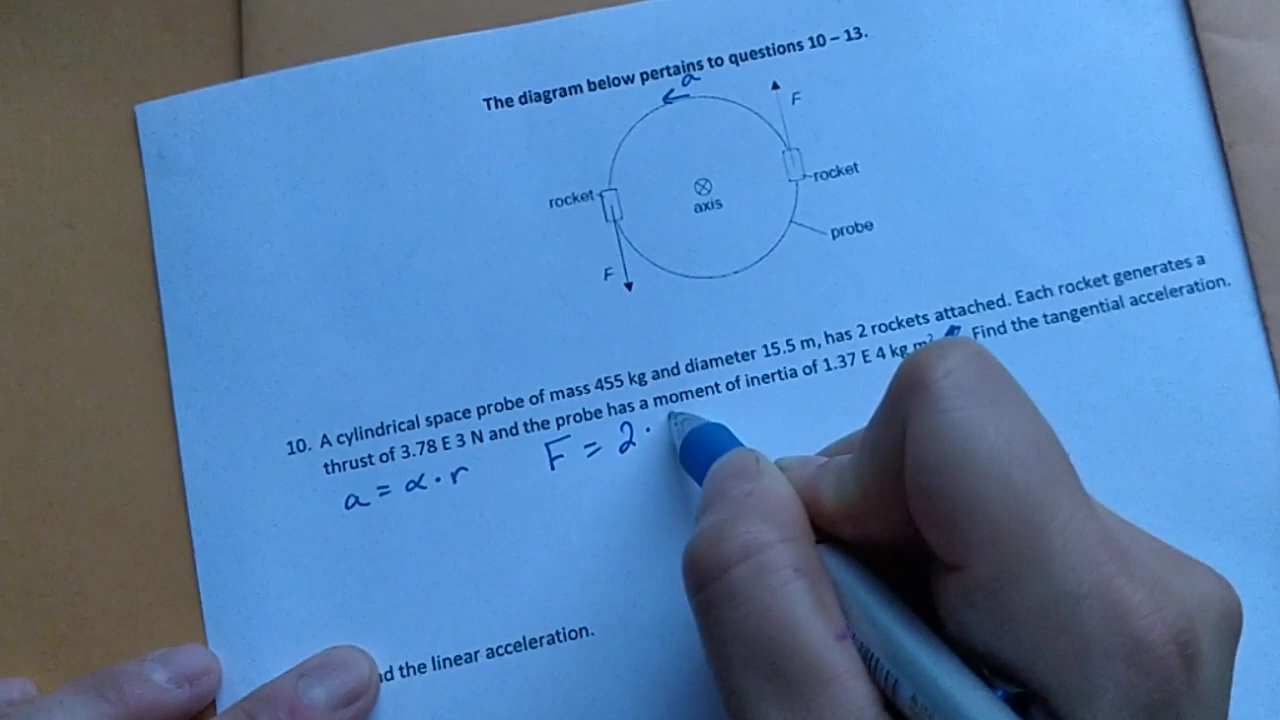 The diagram below pertains to questions 10 – 13.
a
F
rocket
rocket
axis
probe
F
10. A cylindrical space probe of mass 455 kg and diameter 15.5 m, has 2 rockets attached. Each rocket generates a
thrust of 3.78 E 3 N and the probe has a moment of inertia of 1.37 E 4 kg m² Find the tangential acceleration.
a = α · r F = 2 ·
the linear acceleration.